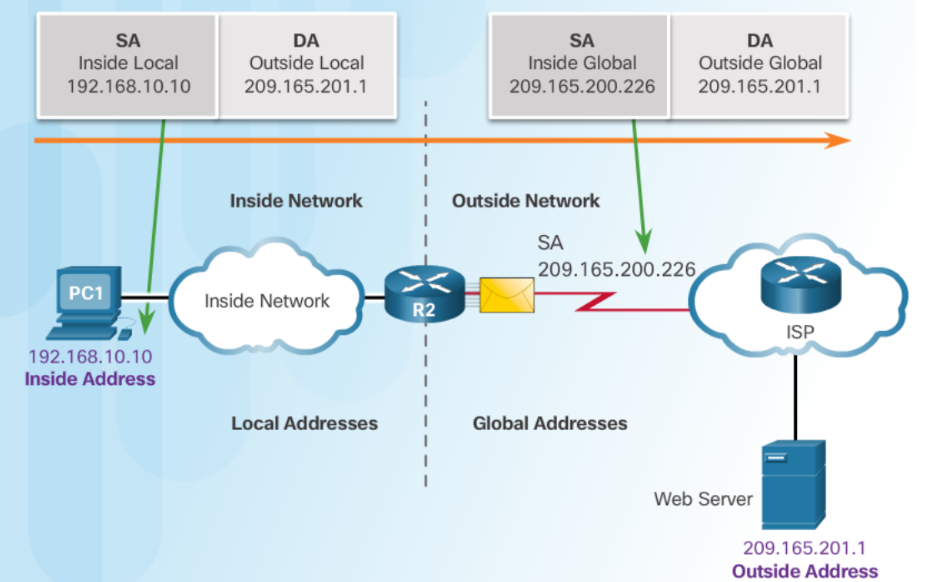 SA
Inside Local
192.168.10.10
DA
Outside Local
209.165.201.1
SA
Inside Global
209.165.200.226
DA
Outside Global
209.165.201.1
Inside Network
Outside Network
SA
209.165.200.226
PC1
Inside Network
R2
ISP
192.168.10.10
Inside Address
Local Addresses
Global Addresses
Web Server
209.165.201.1
Outside Address